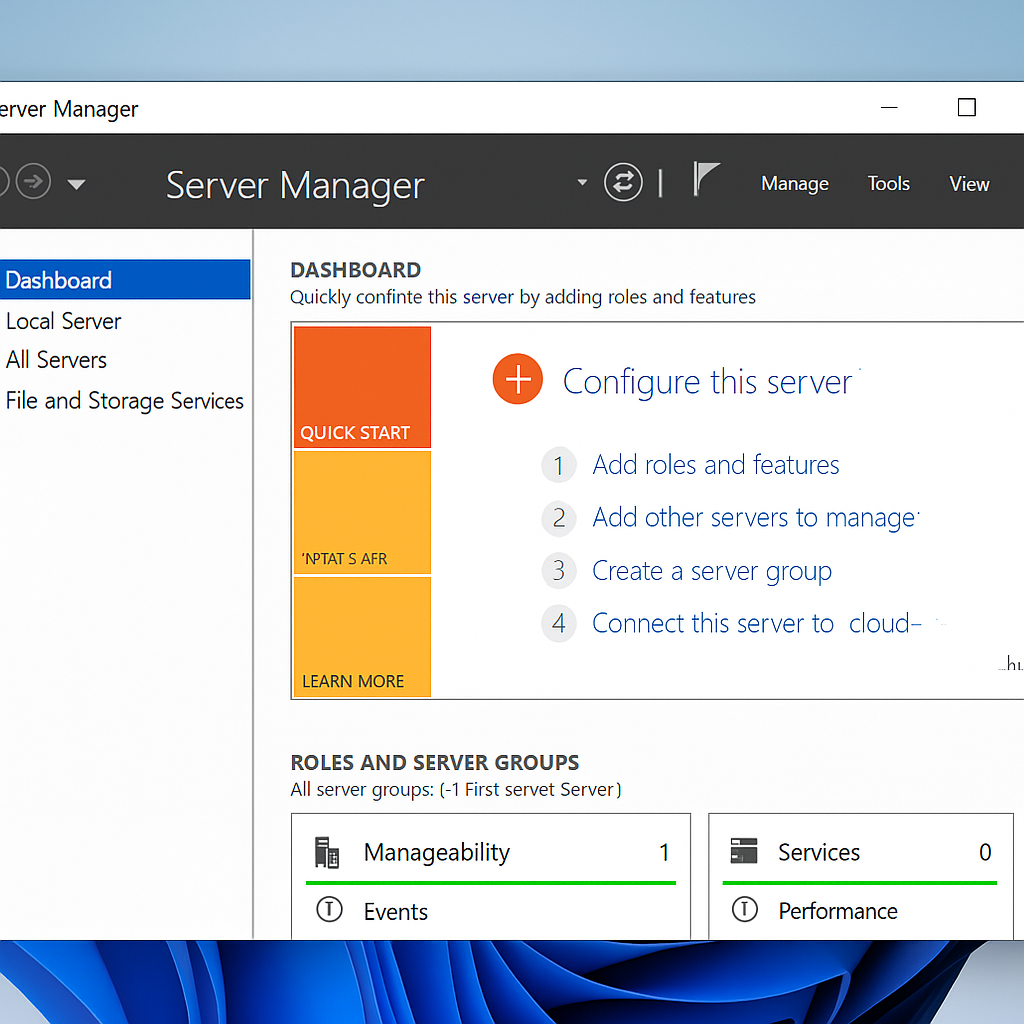 erver Manager
Server Manager
Manage Tools View
Dashboard
Local Server
All Servers
File and Storage Services
DASHBOARD
Quickly confinte this server by adding roles and features
QUICK START
'NPTAT S AFR
LEARN MORE
Configure this server
1 Add roles and features
2 Add other servers to manage
3 Create a server group
4 Connect this server to cloud–
ROLES AND SERVER GROUPS
All server groups: (-1 First servet Server)
Manageability 1
Events
Services 0
Performance